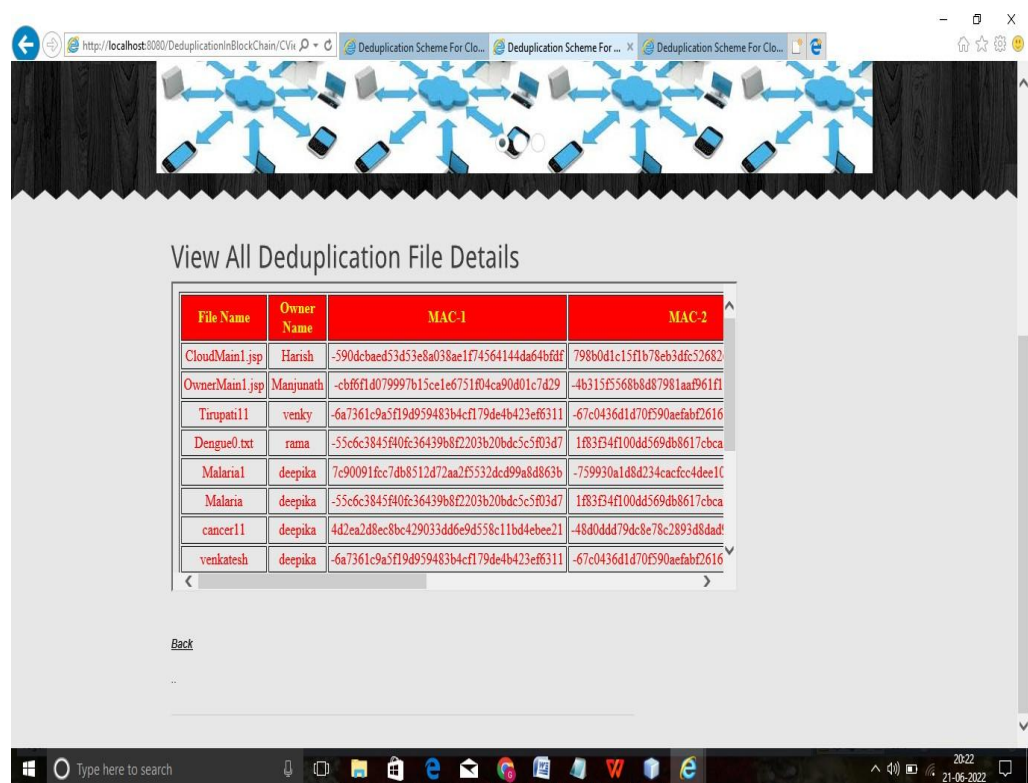 http://localhost:8080/DeduplicationInBlockChain/CVie
Deduplication Scheme For Clo...
Deduplication Scheme For ...
Deduplication Scheme For Clo...
View All Deduplication File Details
File Name Owner Name MAC-1 MAC-2
CloudMain1.jsp Harish -590dcbaed53d53e8a038ae1f74564144da64bfdf 798b0d1c15f1b78eb3dfc52682
OwnerMain1.jsp Manjunath -cbf6f1d079997b15ce1e6751f04ca90d01c7d29 -4b315f5568b8d87981aaf961f1
Tirupati11 venky -6a7361c9a5f19d959483b4cf179de4b423ef6311 -67c0436d1d70f590aefabf2616
Dengue0.txt rama -55c6c3845f40fc36439b8f2203b20bdc5c5f03d7 1f83f34f100dd569db8617cbca
Malaria1 deepika 7c90091fcc7db8512d72aa2f5532dcd99a8d863b -759930a1d8d234cacfcc4dee10
Malaria deepika -55c6c3845f40fc36439b8f2203b20bdc5c5f03d7 1f83f34f100dd569db8617cbca
cancer11 deepika 4d2ea2d8ec8bc429033dd6e9d558c11bd4ebee21 -48d0ddd79dc8e78c2893d8dad9
venkatesh deepika -6a7361c9a5f19d959483b4cf179de4b423ef6311 -67c0436d1d70f590aefabf2616
Back
..
Type here to search
20:22
21-06-2022